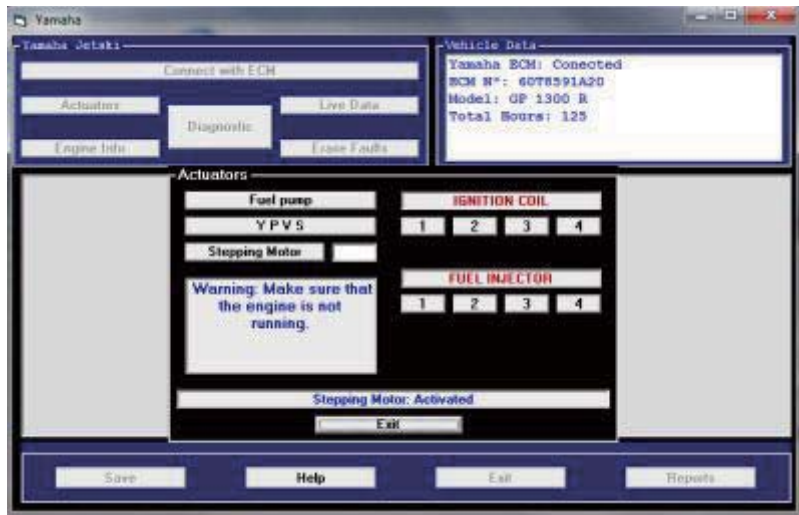 Yamaha
Yamaha Jetski
Connect with ECM
Actuators
Live Data
Diagnostic
Engine Info
Erase Faults
Vehicle Data
Yamaha ECM: Conected
ECM Nº: 60T8591A20
Model: GP 1300 R
Total Hours: 125
Actuators
Fuel pump
Y P V S
Stepping Motor
Warning: Make sure that
the engine is not
running.
IGNITION COIL
1 2 3 4
FUEL INJECTOR
1 2 3 4
Stepping Motor: Activated
Exit
Save
Help
Exit
Reports